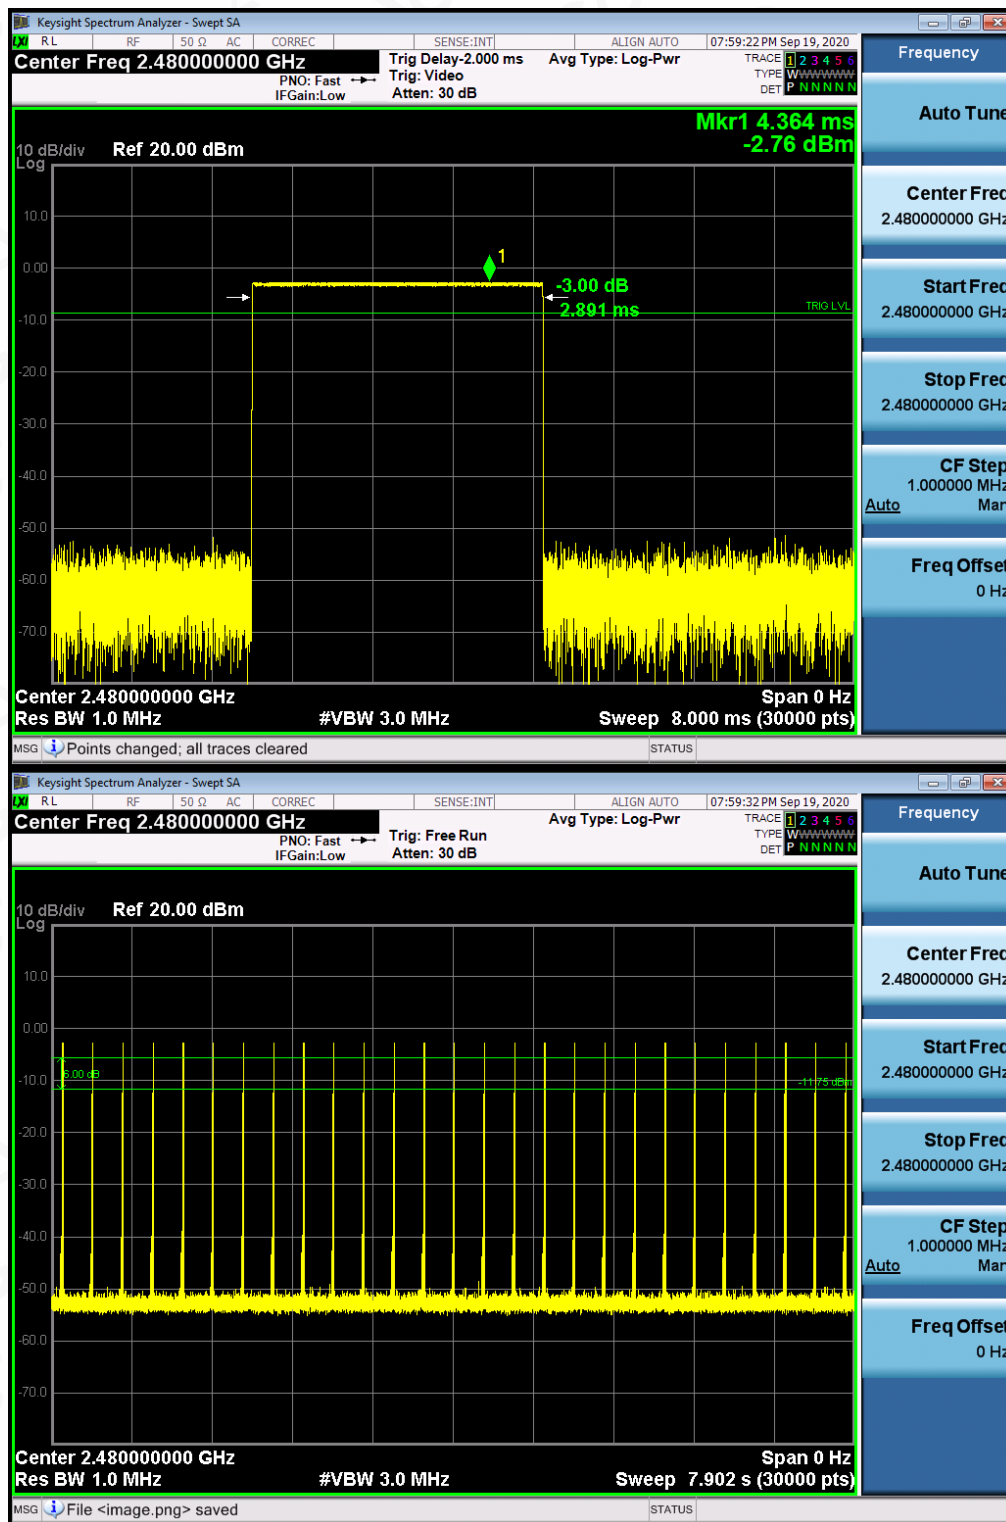 Keysight Spectrum Analyzer - Swept SA
LXI RL RF 50 Ω AC CORREC SENSE:INT ALIGN AUTO 07:59:22 PM Sep 19, 2020
Center Freq 2.480000000 GHz
PNO: Fast
IFGain:Low
Trig Delay-2.000 ms
Trig: Video
Atten: 30 dB
Avg Type: Log-Pwr
TRACE 1 2 3 4 5 6
TYPE WWWWWW
DET P N N N N N
Frequency
Mkr1 4.364 ms
-2.76 dBm
10 dB/div Ref 20.00 dBm
Log
10.0
0.00
-10.0
-20.0
-30.0
-40.0
-50.0
-60.0
-70.0
1
-3.00 dB
2.891 ms
TRIG LVL
Center 2.480000000 GHz Span 0 Hz
Res BW 1.0 MHz #VBW 3.0 MHz Sweep 8.000 ms (30000 pts)
MSG Points changed; all traces cleared STATUS
Auto Tune
Center Freq
2.480000000 GHz
Start Freq
2.480000000 GHz
Stop Freq
2.480000000 GHz
CF Step
1.000000 MHz
Auto Man
Freq Offset
0 Hz
Keysight Spectrum Analyzer - Swept SA
LXI RL RF 50 Ω AC CORREC SENSE:INT ALIGN AUTO 07:59:32 PM Sep 19, 2020
Center Freq 2.480000000 GHz
PNO: Fast
IFGain:Low
Trig: Free Run
Atten: 30 dB
Avg Type: Log-Pwr
TRACE 1 2 3 4 5 6
TYPE WWWWWW
DET P N N N N N
Frequency
10 dB/div Ref 20.00 dBm
Log
10.0
0.00
-10.0
-20.0
-30.0
-40.0
-50.0
-60.0
-70.0
6.00 dB
-11.75 dBm
Center 2.480000000 GHz Span 0 Hz
Res BW 1.0 MHz #VBW 3.0 MHz Sweep 7.902 s (30000 pts)
MSG File <image.png> saved STATUS
Auto Tune
Center Freq
2.480000000 GHz
Start Freq
2.480000000 GHz
Stop Freq
2.480000000 GHz
CF Step
1.000000 MHz
Auto Man
Freq Offset
0 Hz